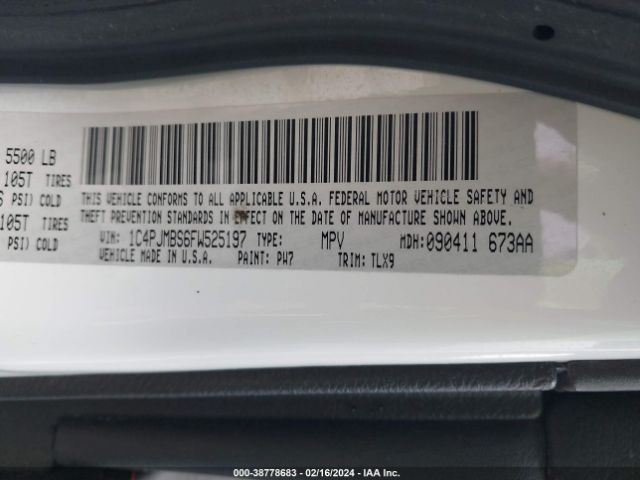 5500 LB
105T TIRES
PSI) COLD
105T TIRES
PSI) COLD
THIS VEHICLE CONFORMS TO ALL APPLICABLE U.S.A. FEDERAL MOTOR VEHICLE SAFETY AND
THEFT PREVENTION STANDARDS IN EFFECT ON THE DATE OF MANUFACTURE SHOWN ABOVE.
VIN: 1C4PJMBS6FW525197 TYPE: MPV MDH:090411 673AA
VEHICLE MADE IN U.S.A. PAINT: PW7 TRIM: TLX9
000-38778683 / 02/16/2024 / IAA Inc.